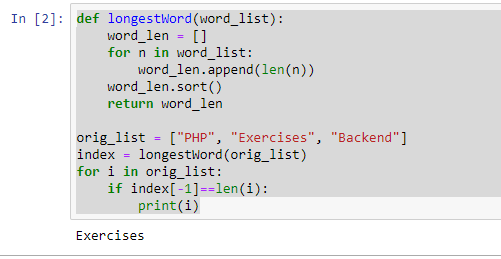 In [2]: def longestWord(word_list):
    word_len = []
    for n in word_list:
        word_len.append(len(n))
    word_len.sort()
    return word_len

orig_list = ["PHP", "Exercises", "Backend"]
index = longestWord(orig_list)
for i in orig_list:
    if index[-1]==len(i):
        print(i)
Exercises